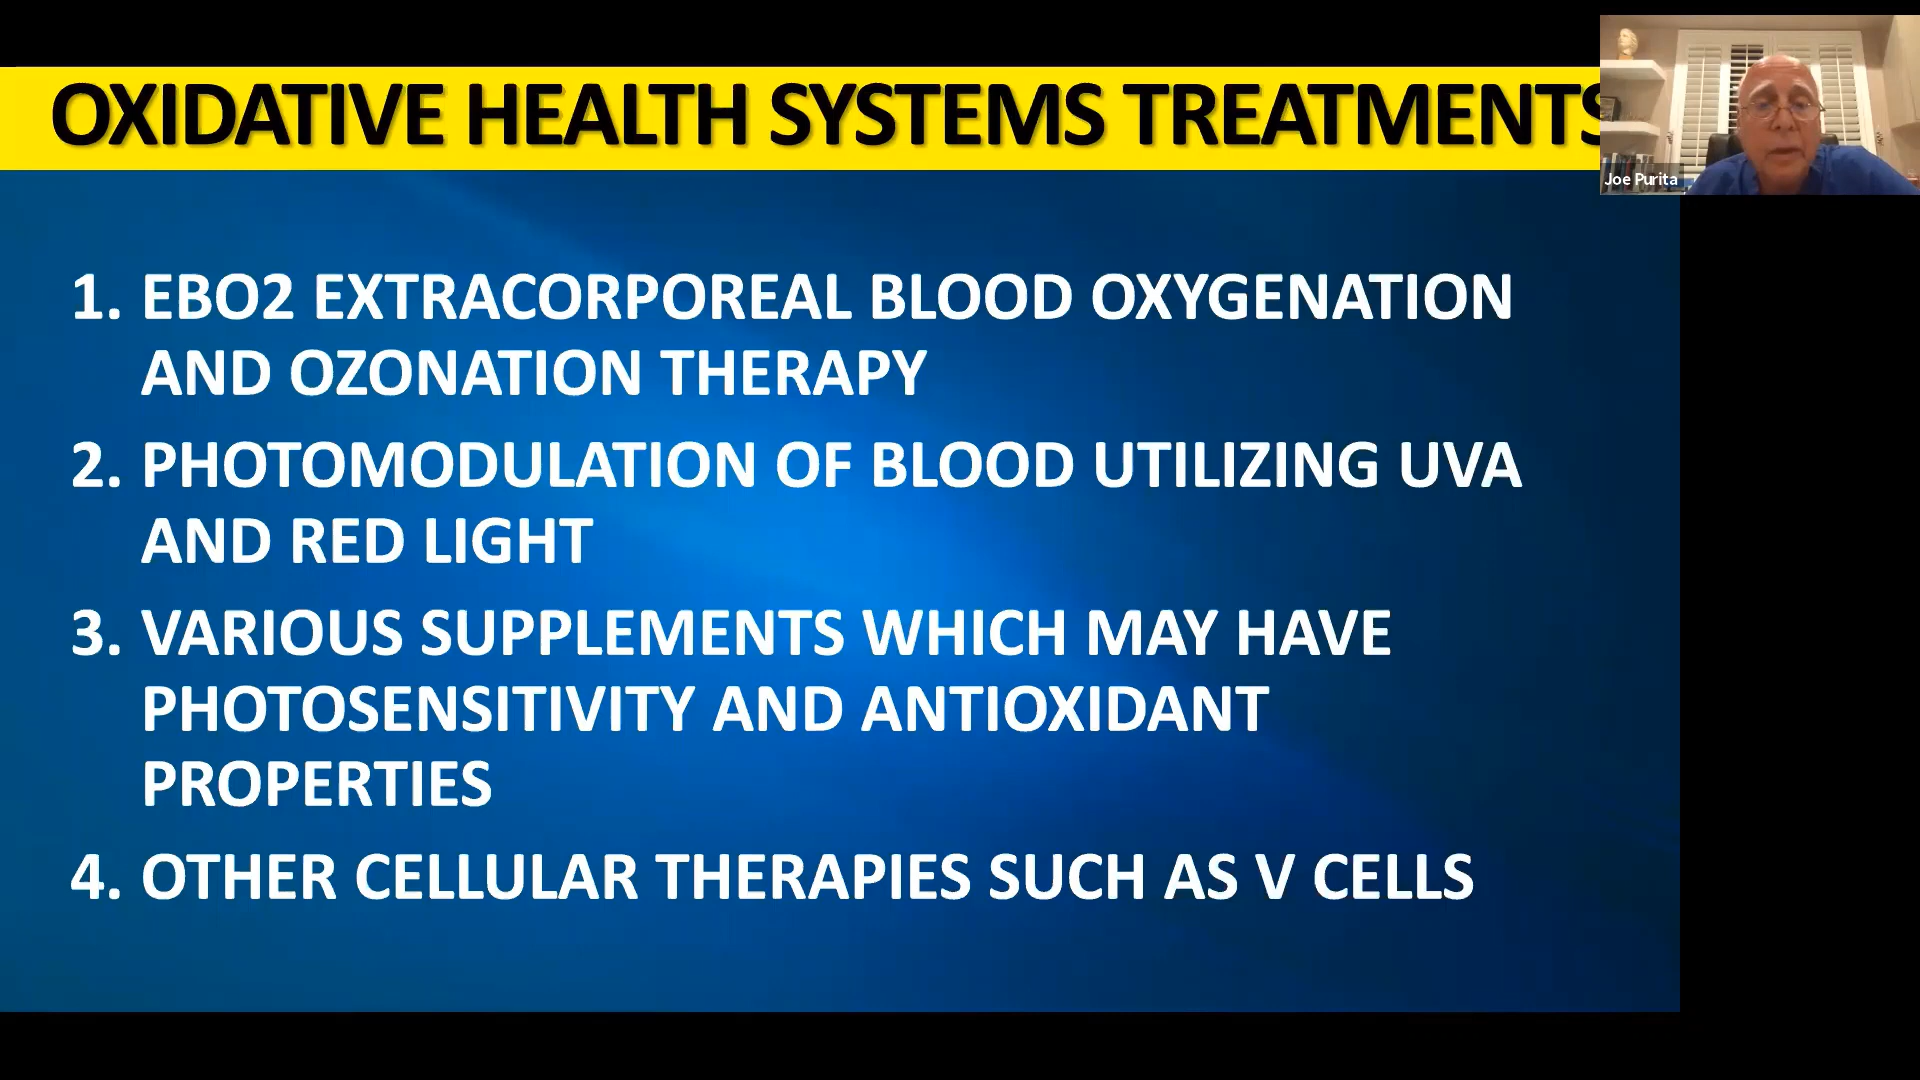 OXIDATIVE HEALTH SYSTEMS TREATMENTS
Joe Purita
1. EBO2 EXTRACORPOREAL BLOOD OXYGENATION
AND OZONATION THERAPY
2. PHOTOMODULATION OF BLOOD UTILIZING UVA
AND RED LIGHT
3. VARIOUS SUPPLEMENTS WHICH MAY HAVE
PHOTOSENSITIVITY AND ANTIOXIDANT
PROPERTIES
4. OTHER CELLULAR THERAPIES SUCH AS V CELLS